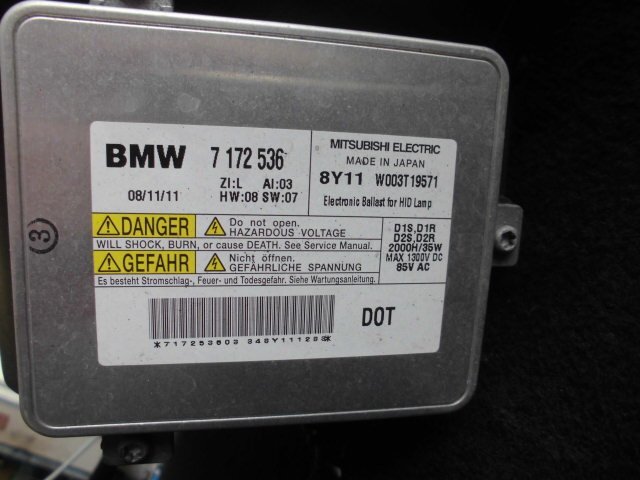 BMW 7 172 536
08/11/11
ZI:L AI:03
HW:08 SW:07
MITSUBISHI ELECTRIC
MADE IN JAPAN
8Y11 W003T19571
Electronic Ballast for HID Lamp
DANGER Do not open.
HAZARDOUS VOLTAGE
WILL SHOCK, BURN, or cause DEATH. See Service Manual.
GEFAHR Nicht öffnen.
GEFÄHRLICHE SPANNUNG
Es besteht Stromschlag-, Feuer- und Todesgefahr. Siehe Wartungsanleitung.
D1S,D1R
D2S,D2R
2000H/35W
MAX 1300V DC
85V AC
DOT
(3)